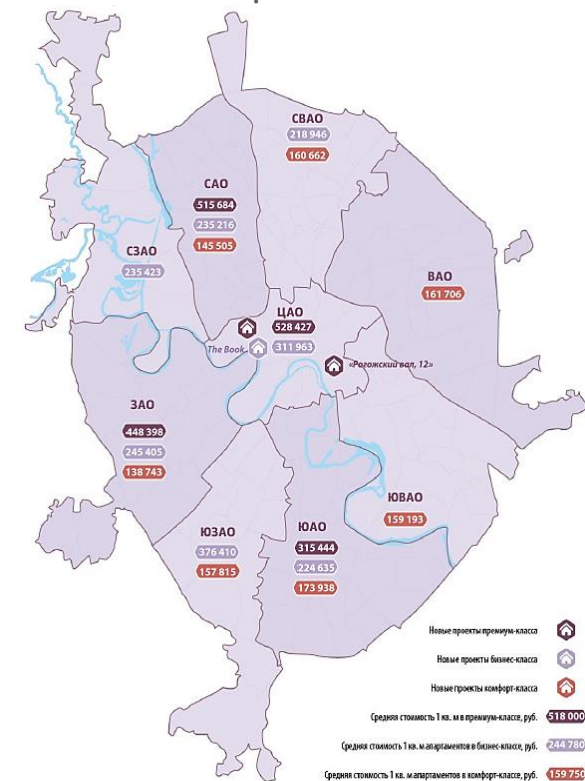 СВАО
218 946
160 662
САО
515 684
235 216
145 505
СЗАО
235 423
ВАО
161 706
ЦАО
528 427
The Book
311 963
«Рогожский вал, 12»
ЗАО
448 398
245 405
138 743
ЮВАО
159 193
ЮЗАО
376 410
157 815
ЮАО
315 444
224 635
173 938
Новые проекты премиум-класса
Новые проекты бизнес-класса
Новые проекты комфорт-класса
Средняя стоимость 1 кв. м в премиум-классе, руб. 518 000
Средняя стоимость 1 кв. м апартаментов в бизнес-классе, руб. 244 780
Средняя стоимость 1 кв. м апартаментов в комфорт-классе, руб. 159 752